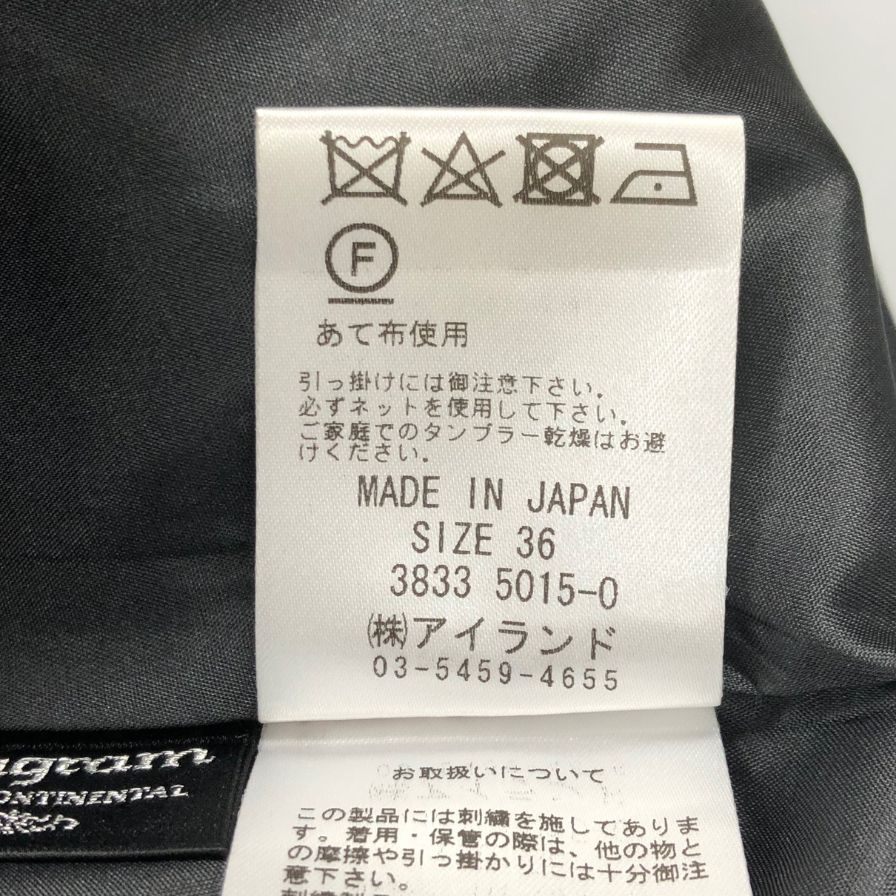 F
あて布使用
引っ掛けには御注意下さい.
必ずネットを使用して下さい.
ご家庭でのタンブラー乾燥はお避
けください.
MADE IN JAPAN
SIZE 36
3833 5015-0
㈱アイランド
03-5459-4655
gram
CONTINENTAL
お取扱いについて
この製品には刺繍を施してありま
す。着用・保管の際は、他の物と
の摩擦や引っ掛かりには十分御注
意下さい。